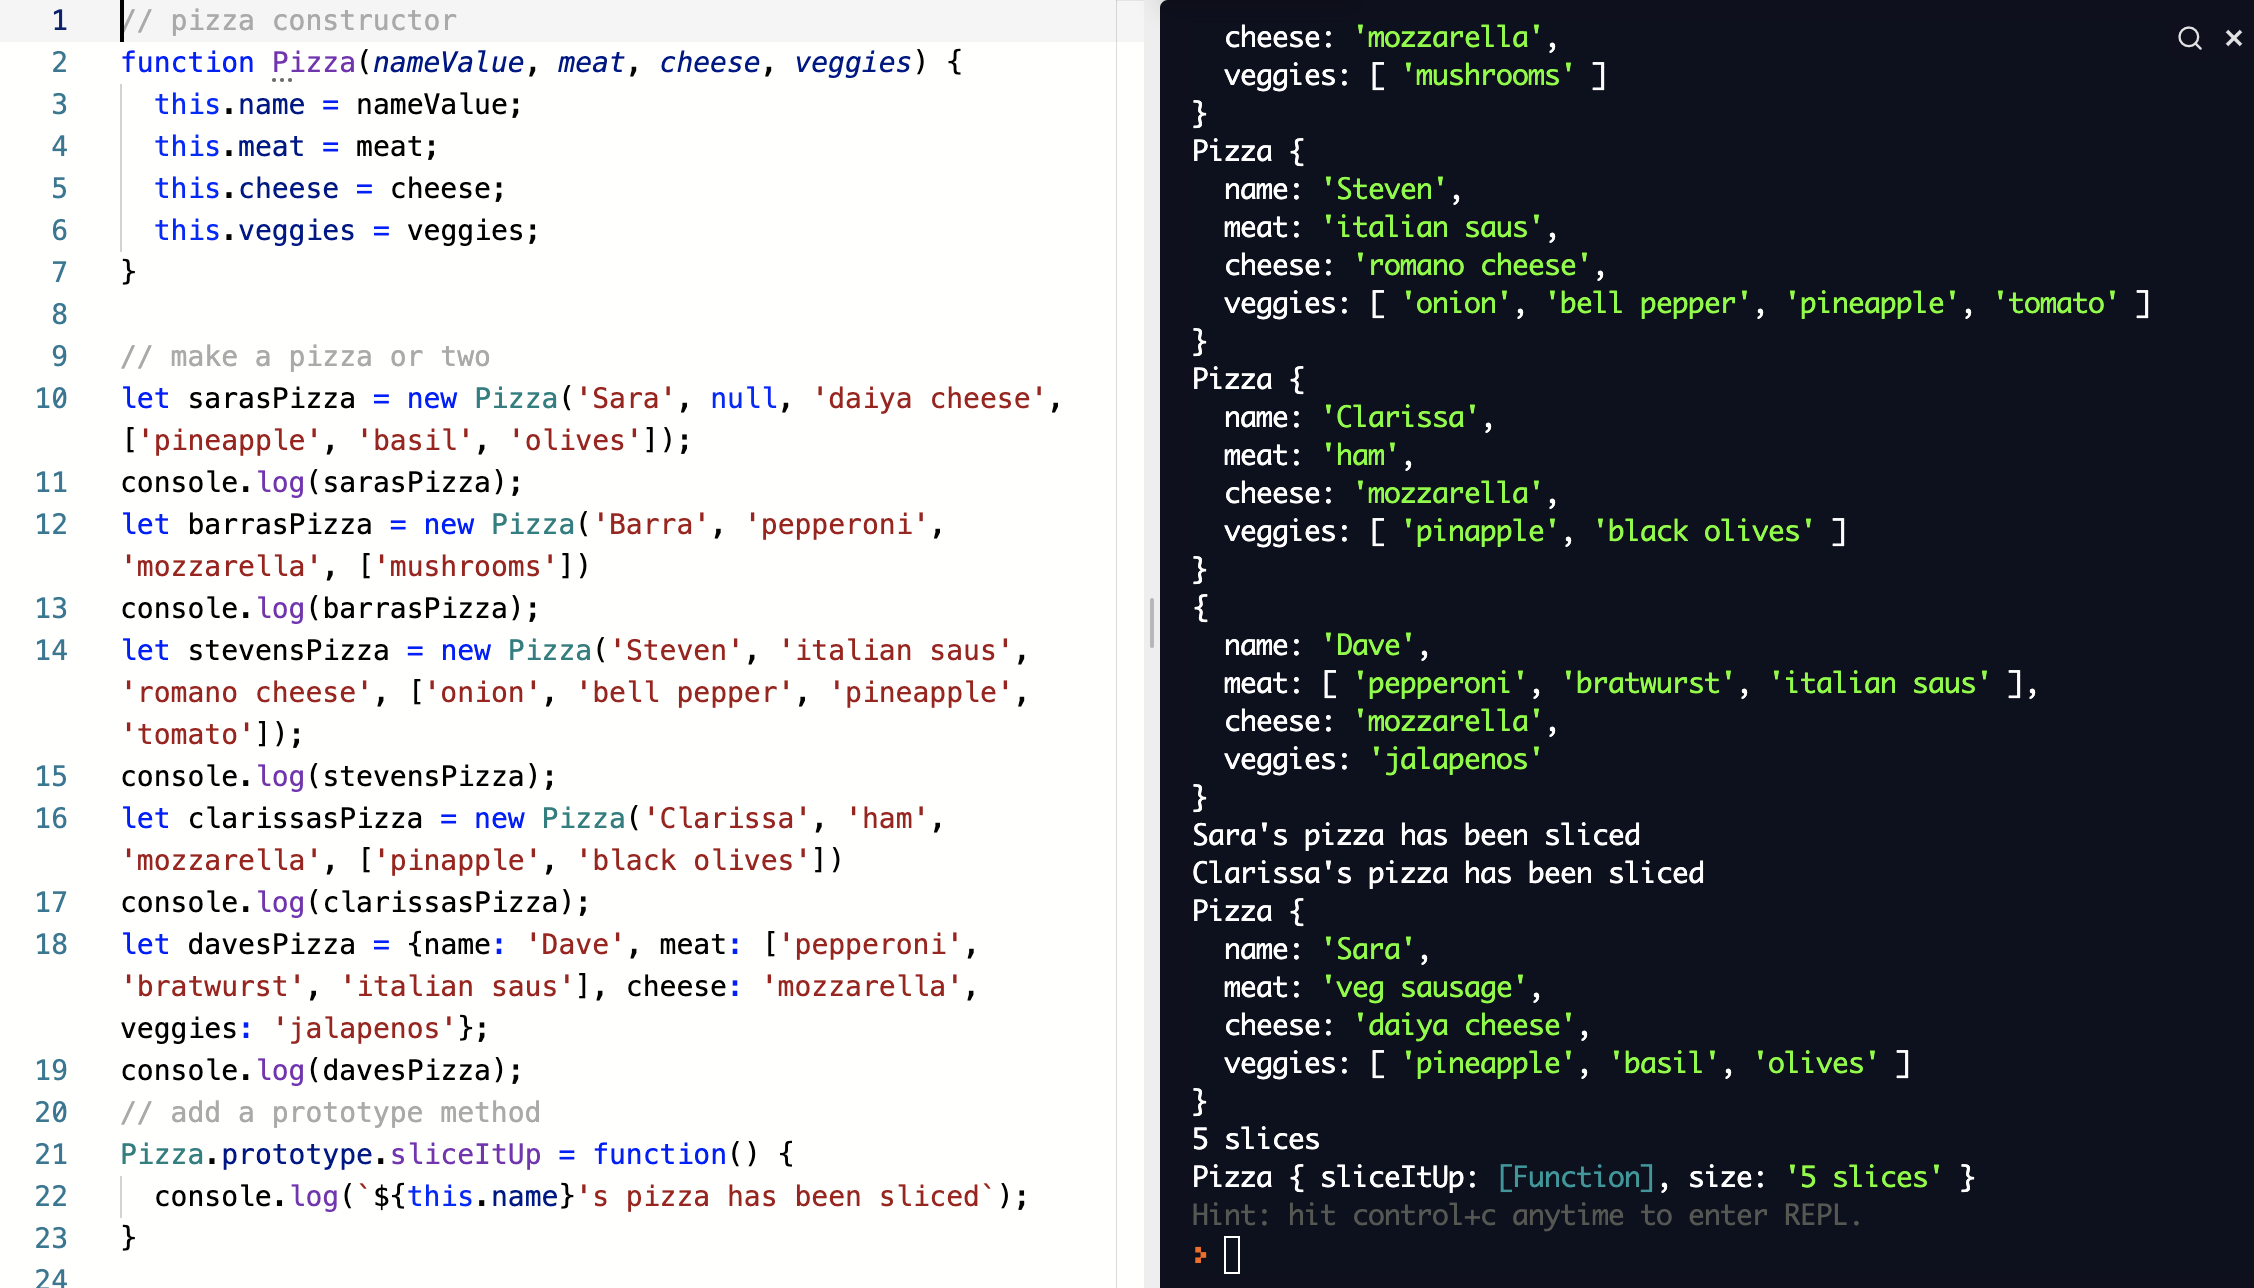 1 // pizza constructor
2 function Pizza(nameValue, meat, cheese, veggies) {
3 this.name = nameValue;
4 this.meat = meat;
5 this.cheese = cheese;
6 this.veggies = veggies;
7 }
8
9 // make a pizza or two
10 let sarasPizza = new Pizza('Sara', null, 'daiya cheese',
['pineapple', 'basil', 'olives']);
11 console.log(sarasPizza);
12 let barrasPizza = new Pizza('Barra', 'pepperoni',
'mozzarella', ['mushrooms'])
13 console.log(barrasPizza);
14 let stevensPizza = new Pizza('Steven', 'italian saus',
'romano cheese', ['onion', 'bell pepper', 'pineapple',
'tomato']);
15 console.log(stevensPizza);
16 let clarissasPizza = new Pizza('Clarissa', 'ham',
'mozzarella', ['pinapple', 'black olives'])
17 console.log(clarissasPizza);
18 let davesPizza = {name: 'Dave', meat: ['pepperoni',
'bratwurst', 'italian saus'], cheese: 'mozzarella',
veggies: 'jalapenos'};
19 console.log(davesPizza);
20 // add a prototype method
21 Pizza.prototype.sliceItUp = function() {
22 console.log(`${this.name}'s pizza has been sliced`);
23 }
24
cheese: 'mozzarella',
veggies: [ 'mushrooms' ]
}
Pizza {
name: 'Steven',
meat: 'italian saus',
cheese: 'romano cheese',
veggies: [ 'onion', 'bell pepper', 'pineapple', 'tomato' ]
}
Pizza {
name: 'Clarissa',
meat: 'ham',
cheese: 'mozzarella',
veggies: [ 'pinapple', 'black olives' ]
}
{
name: 'Dave',
meat: [ 'pepperoni', 'bratwurst', 'italian saus' ],
cheese: 'mozzarella',
veggies: 'jalapenos'
}
Sara's pizza has been sliced
Clarissa's pizza has been sliced
Pizza {
name: 'Sara',
meat: 'veg sausage',
cheese: 'daiya cheese',
veggies: [ 'pineapple', 'basil', 'olives' ]
}
5 slices
Pizza { sliceItUp: [Function], size: '5 slices' }
Hint: hit control+c anytime to enter REPL.